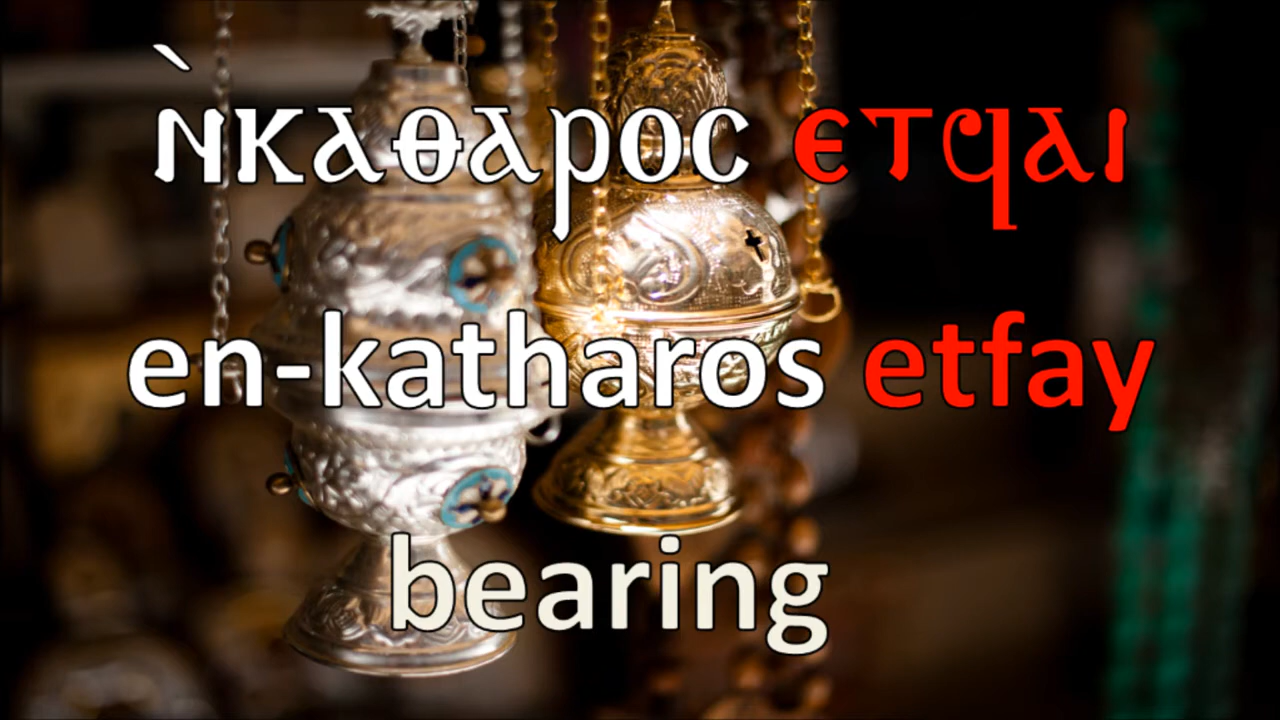 ⲛ̀ⲕⲁⲑⲁⲣⲟⲥ ⲉⲧϥⲁⲓ
en-katharos etfay
bearing